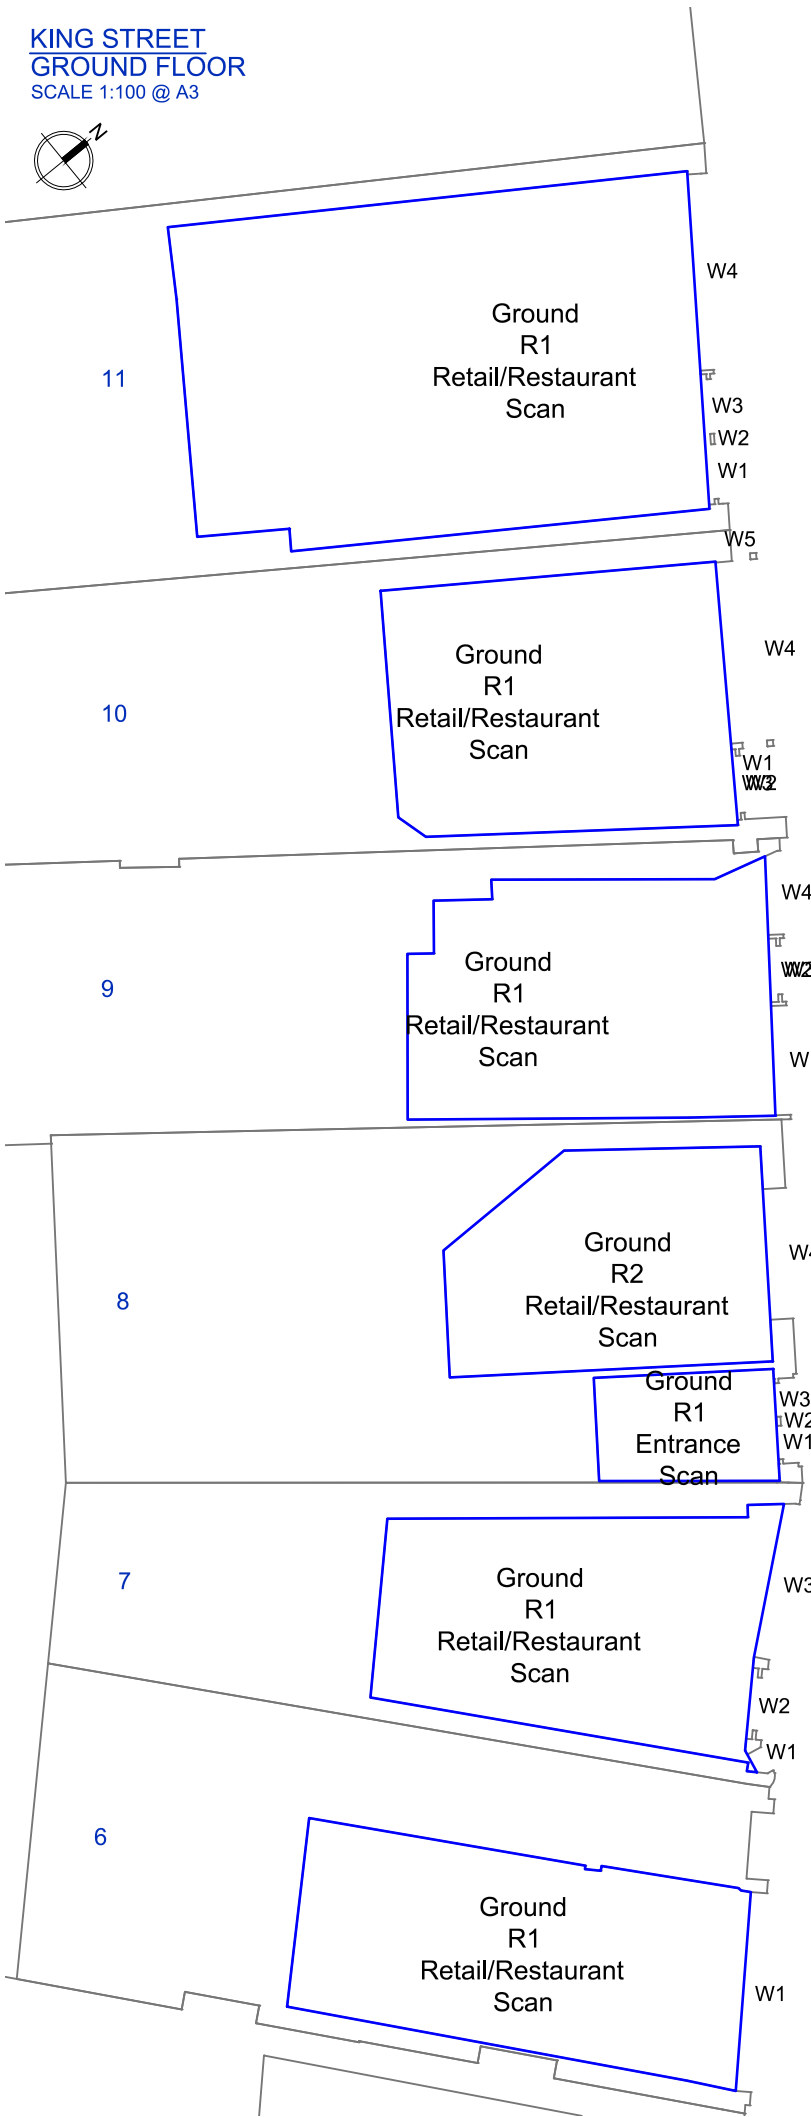 KING STREET
GROUND FLOOR
SCALE 1:100 @ A3
N
W4
Ground
R1
Retail/Restaurant
Scan
11
W3
W2
W1
W5
Ground
R1
Retail/Restaurant
Scan
W4
10
W1
W4
Ground
R1
Retail/Restaurant
Scan
9
W
Ground
R2
Retail/Restaurant
Scan
W4
8
Ground
R1
Entrance
Scan
W3
W2
W1
7
Ground
R1
Retail/Restaurant
Scan
W3
W2
W1
6
Ground
R1
Retail/Restaurant
Scan
W1